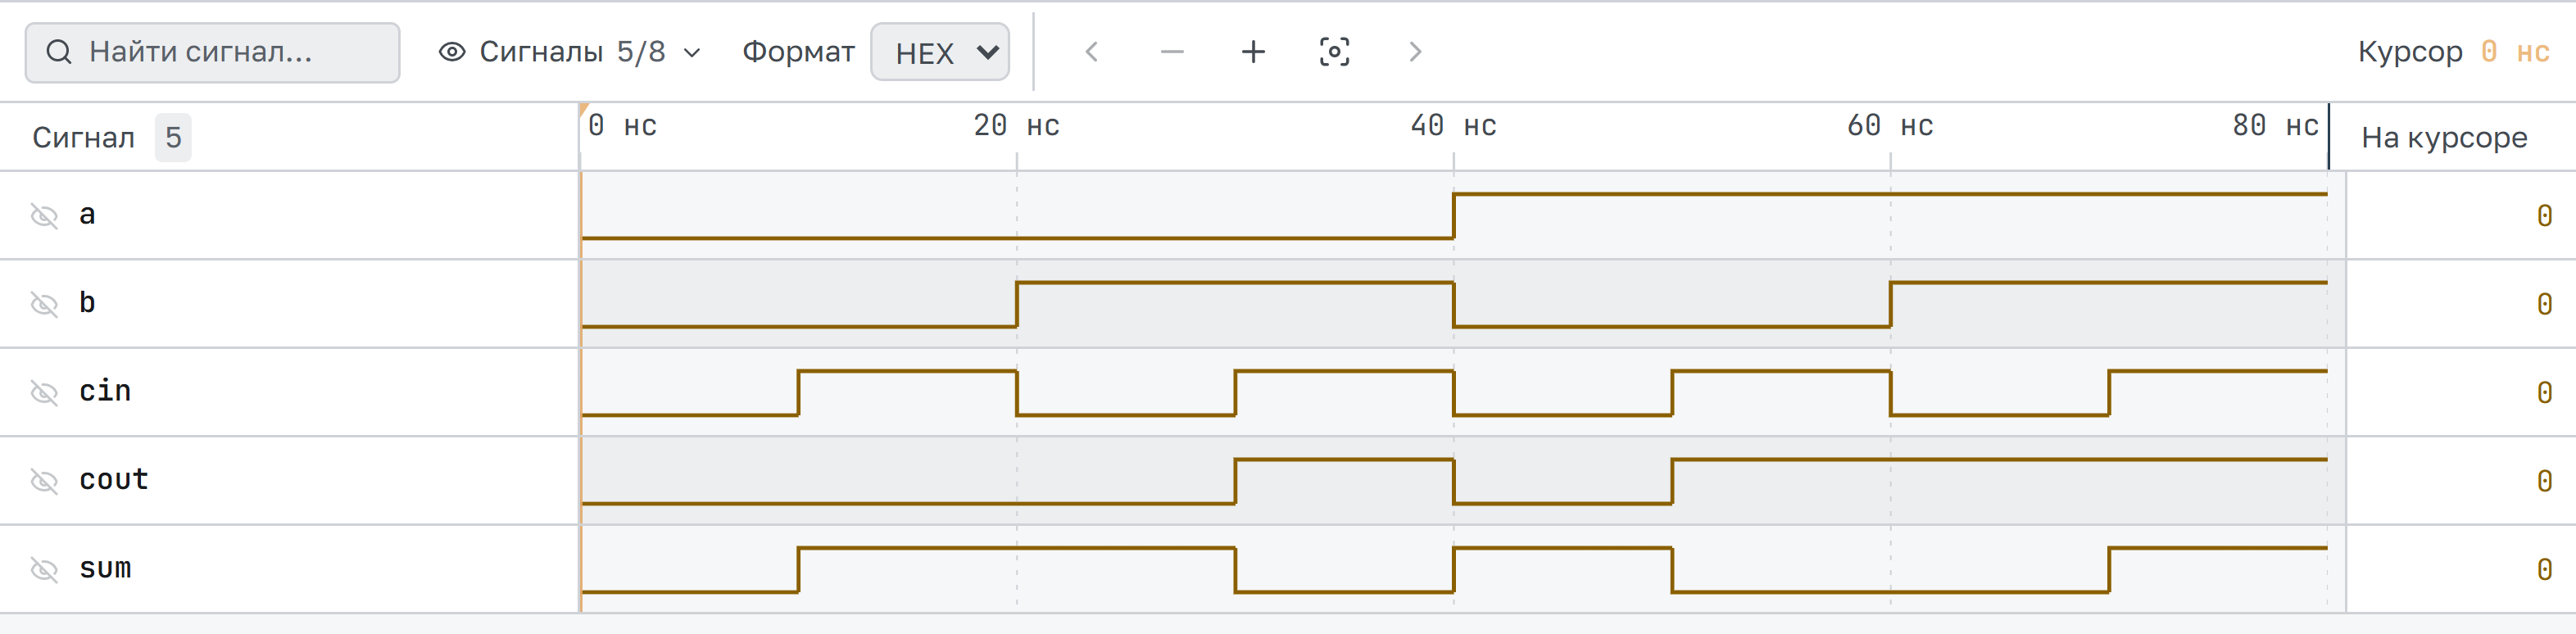 Найти сигнал... Сигналы 5/8 Формат HEX Курсор 0 нс
Сигнал 5 0 нс 20 нс 40 нс 60 нс 80 нс На курсоре
a 0
b 0
cin 0
cout 0
sum 0